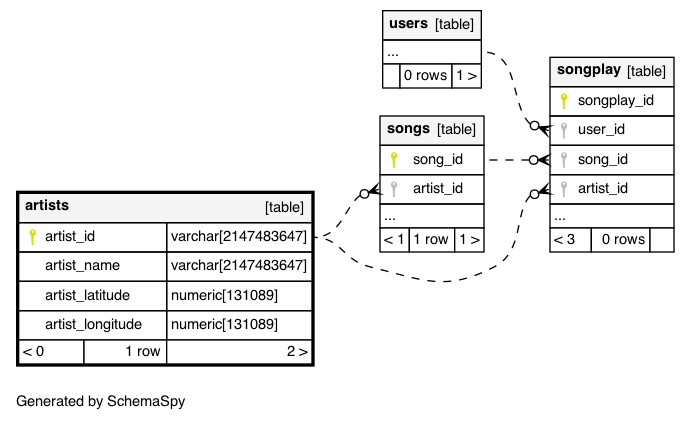 users [table]
...
0 rows 1 >
songplay [table]
songplay_id
user_id
song_id
artist_id
...
< 3 0 rows
songs [table]
song_id
artist_id
...
< 1 1 row 1 >
artists [table]
artist_id varchar[2147483647]
artist_name varchar[2147483647]
artist_latitude numeric[131089]
artist_longitude numeric[131089]
< 0 1 row 2 >
Generated by SchemaSpy